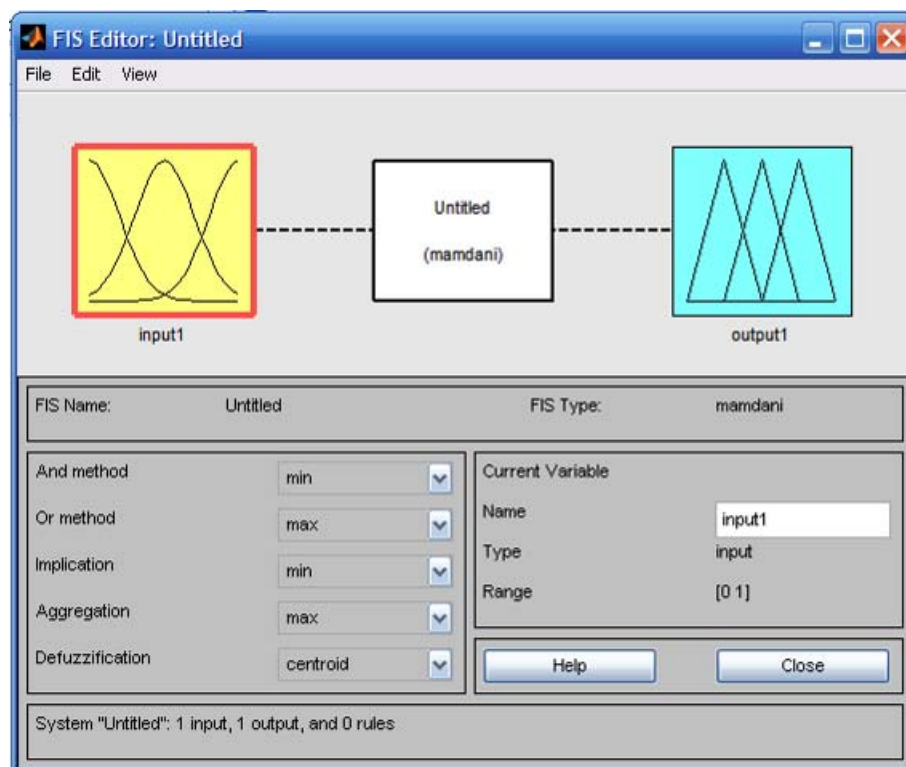 FIS Editor: Untitled
File Edit View
Untitled
(mamdani)
input1
output1
FIS Name: Untitled FIS Type: mamdani
And method min
Or method max
Implication min
Aggregation max
Defuzzification centroid
Current Variable
Name input1
Type input
Range [0 1]
Help Close
System "Untitled": 1 input, 1 output, and 0 rules